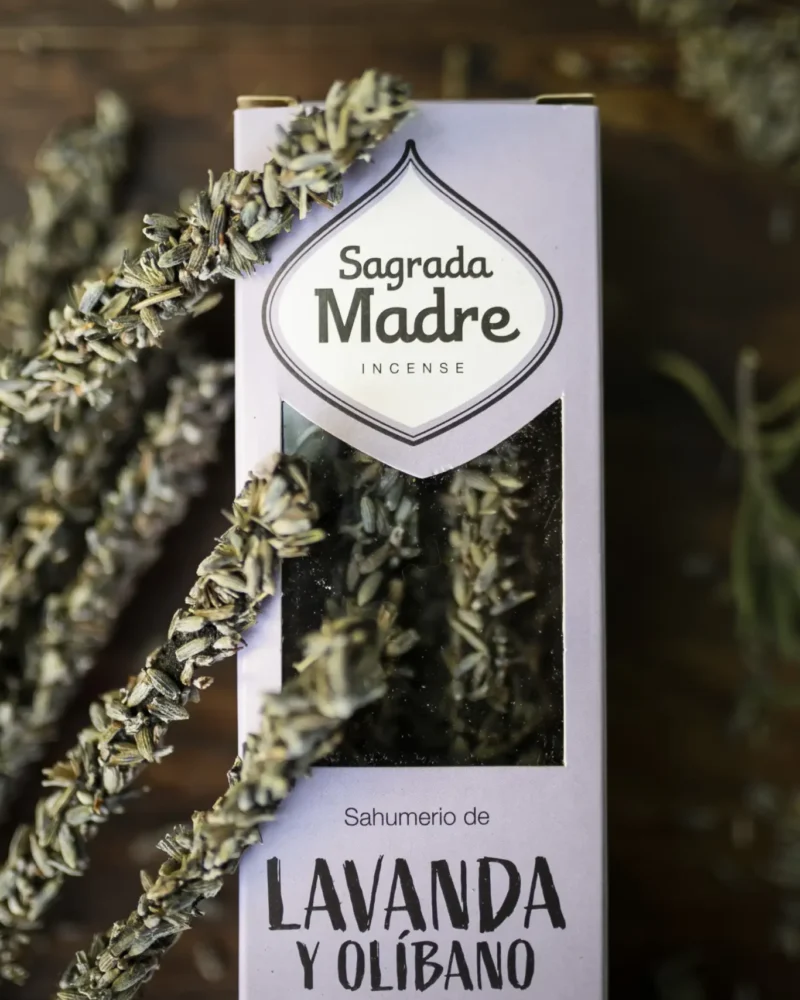 Sagrada
Madre
INCENSE
Sahumerio de
LAVANDA
Y OLÍBANO